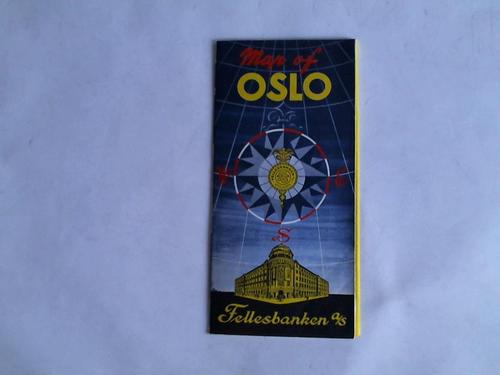 Map of
OSLO
W E
S
Fellesbanken a/s